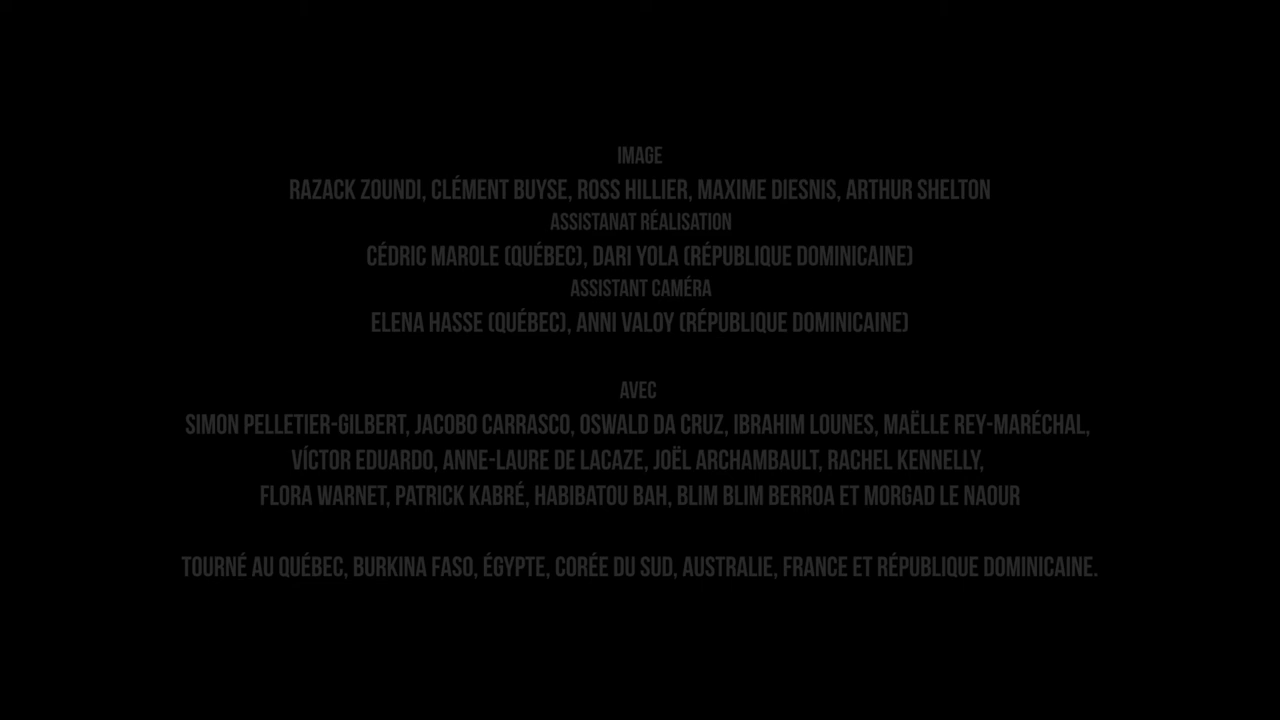 IMAGE
RAZACK ZOUNDI, CLÉMENT BUYSE, ROSS HILLIER, MAXIME DIESNIS, ARTHUR SHELTON
ASSISTANAT RÉALISATION
CÉDRIC MAROLE (QUÉBEC), DARI YOLA (RÉPUBLIQUE DOMINICAINE)
ASSISTANT CAMÉRA
ELENA HASSE (QUÉBEC), ANNI VALOY (RÉPUBLIQUE DOMINICAINE)
AVEC
SIMON PELLETIER-GILBERT, JACOBO CARRASCO, OSWALD DA CRUZ, IBRAHIM LOUNES, MAËLLE REY-MARÉCHAL,
VÍCTOR EDUARDO, ANNE-LAURE DE LACAZE, JOËL ARCHAMBAULT, RACHEL KENNELLY,
FLORA WARNET, PATRICK KABRÉ, HABIBATOU BAH, BLIM BLIM BERROA ET MORGAD LE NAOUR
TOURNÉ AU QUÉBEC, BURKINA FASO, ÉGYPTE, CORÉE DU SUD, AUSTRALIE, FRANCE ET RÉPUBLIQUE DOMINICAINE.